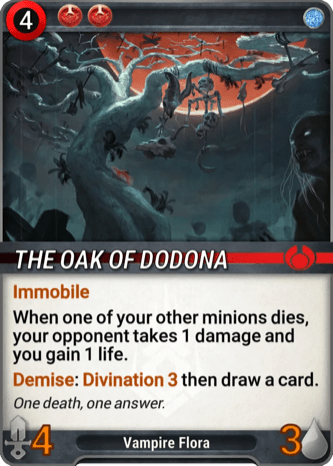 4
THE OAK OF DODONA
Immobile
When one of your other minions dies,
your opponent takes 1 damage and
you gain 1 life.
Demise: Divination 3 then draw a card.
One death, one answer.
4
Vampire Flora
3